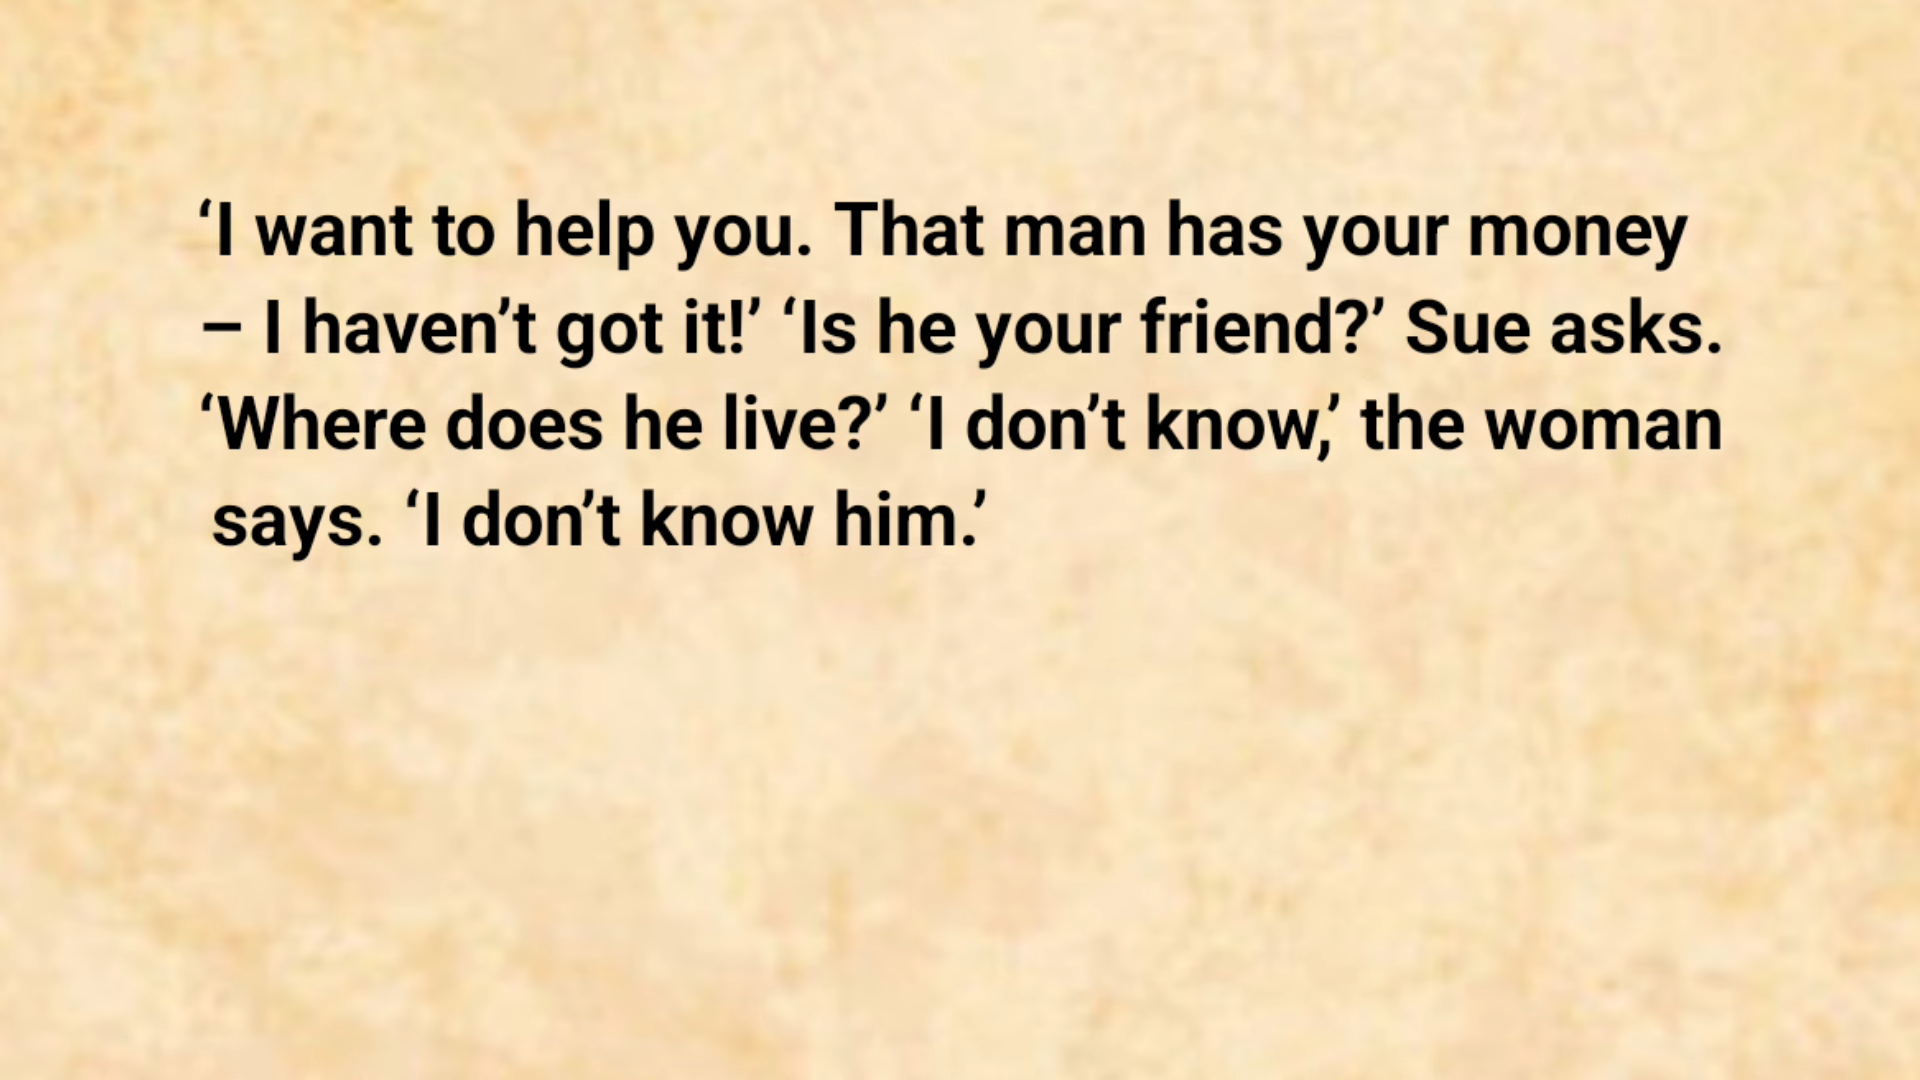 ‘I want to help you. That man has your money
– I haven’t got it!’ ‘Is he your friend?’ Sue asks.
‘Where does he live?’ ‘I don’t know,’ the woman
says. ‘I don’t know him.’